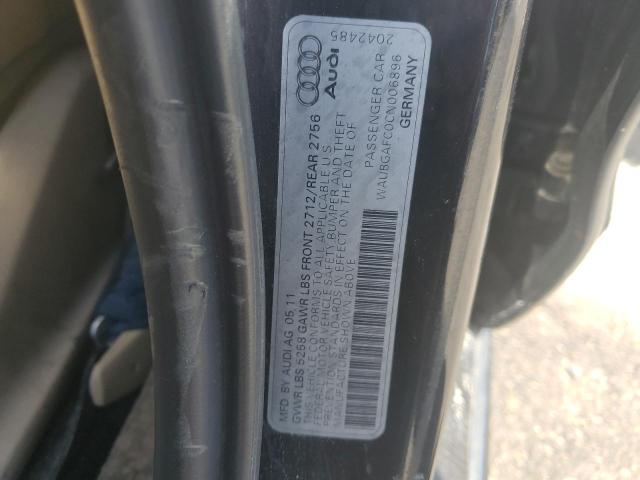 MFD. BY AUDI AG 05.11
GVWR LBS 5258 GAWR LBS FRONT 2712/REAR 2756
THIS VEHICLE CONFORMS TO ALL APPLICABLE U.S.
FEDERAL MOTOR VEHICLE SAFETY BUMPER AND THEFT
PREVENTION STANDARDS IN EFFECT ON THE DATE OF
MANUFACTURE SHOWN ABOVE
PASSENGER CAR
WAUBGAFC0CN006896
GERMANY
Audi
2042485